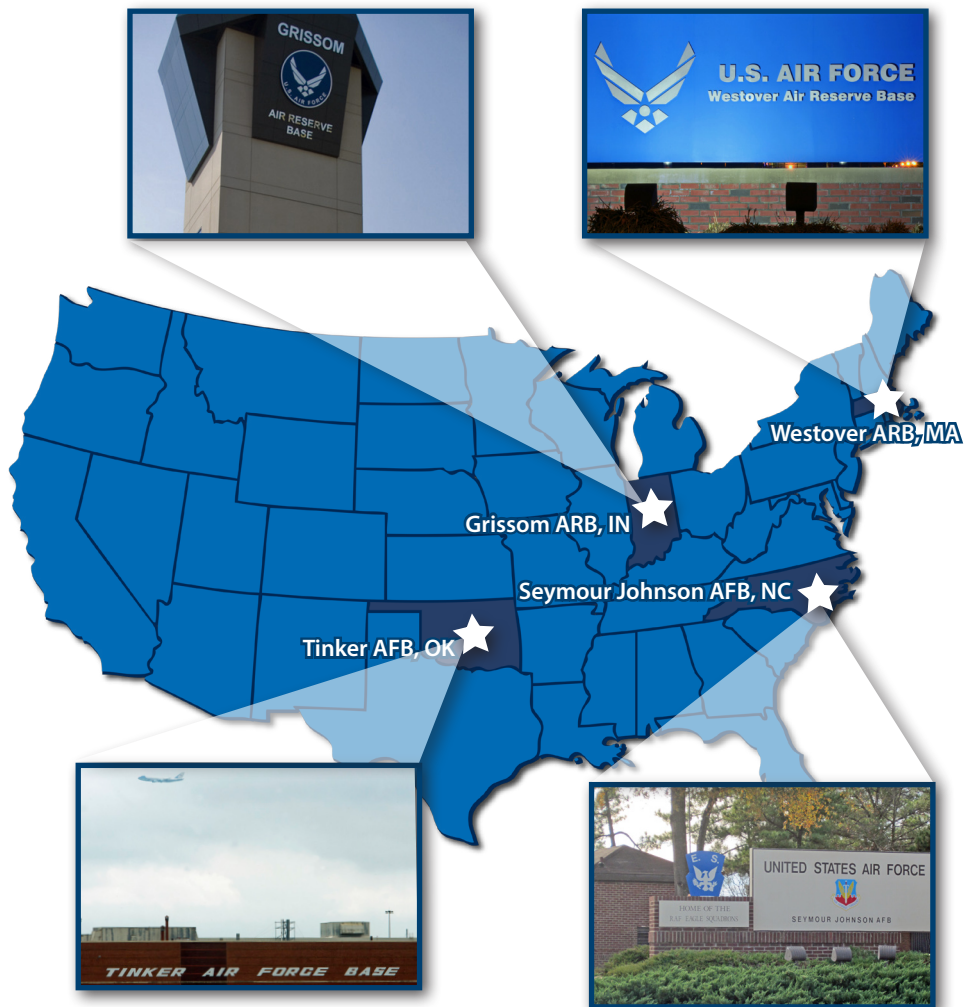 GRISSOM
U.S. AIR FORCE
AIR RESERVE
BASE
U.S. AIR FORCE
Westover Air Reserve Base
Westover ARB, MA
Grissom ARB, IN
Seymour Johnson AFB, NC
Tinker AFB, OK
TINKER AIR FORCE BASE
E. S.
HOME OF THE
EAGLE SQUADRONS
UNITED STATES AIR FORCE
SEYMOUR JOHNSON AFB